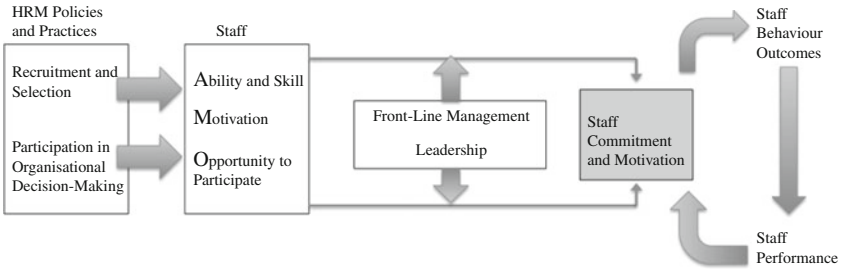 HRM Policies
and Practices
Recruitment and
Selection
Participation in
Organisational
Decision-Making
Staff
Ability and Skill
Motivation
Opportunity to
Participate
Front-Line Management
Leadership
Staff
Commitment
and Motivation
Staff
Behaviour
Outcomes
Staff
Performance